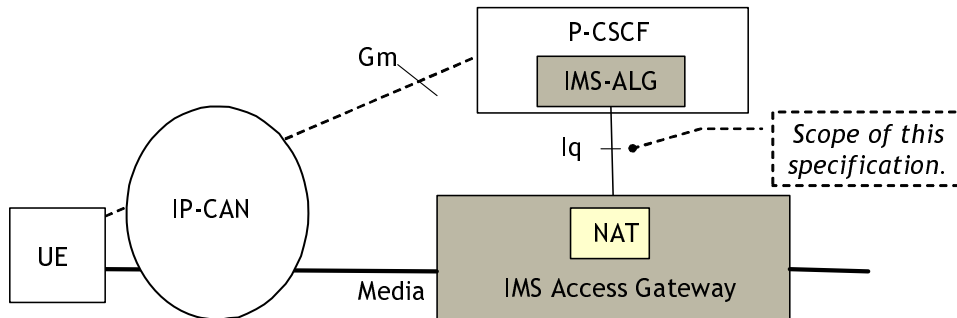 P-CSCF
Gm
IMS-ALG
Iq
Scope of this
specification.
IP-CAN
NAT
UE
Media
IMS Access Gateway